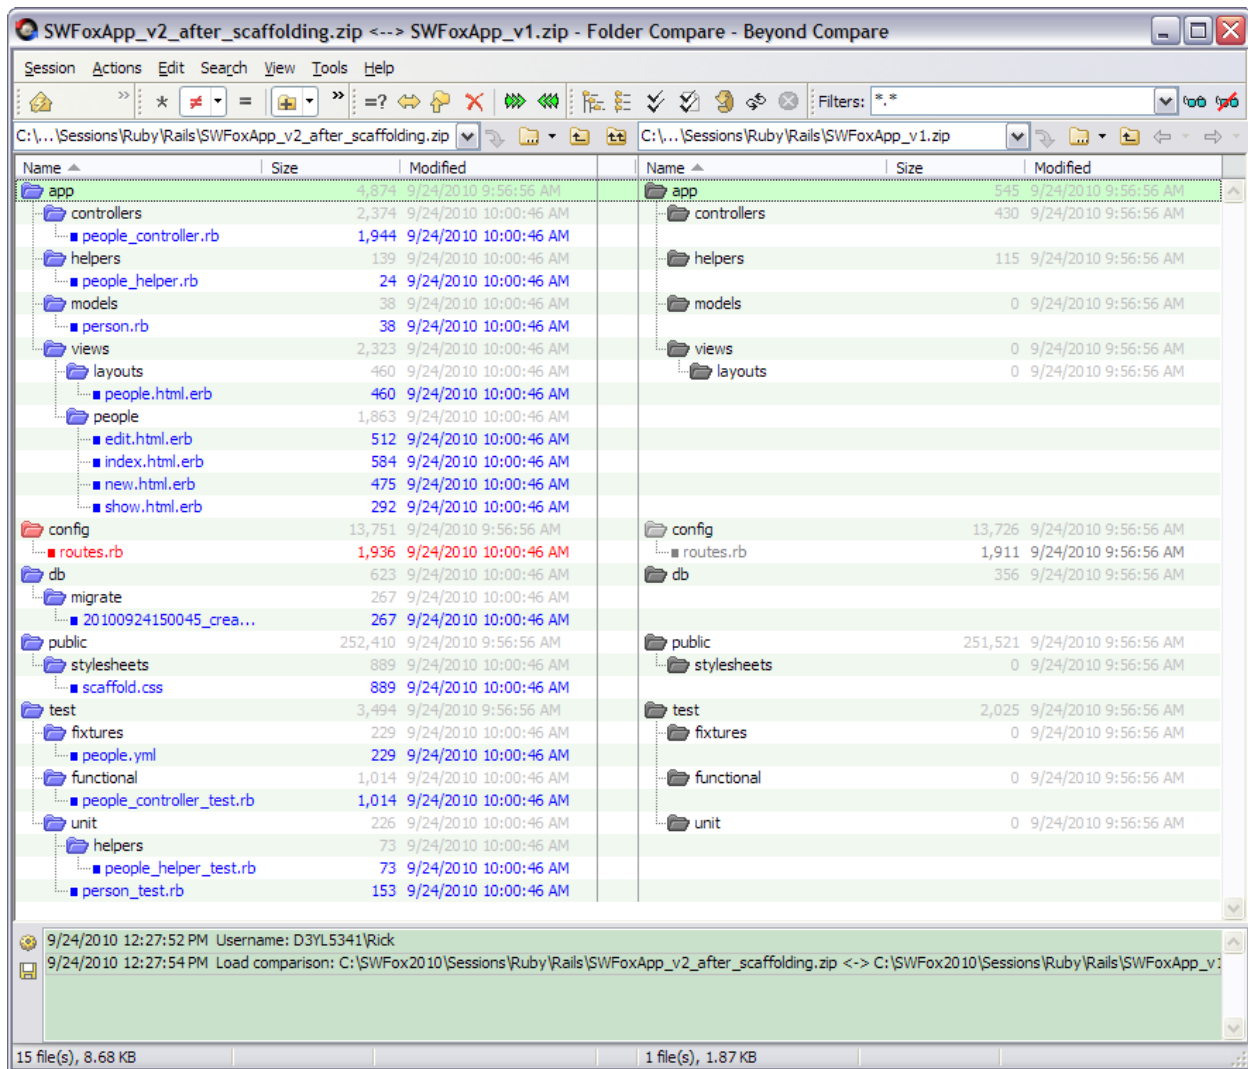 SWFoxApp_v2_after_scaffolding.zip <--> SWFoxApp_v1.zip - Folder Compare - Beyond Compare
Session Actions Edit Search View Tools Help
» * ≠ = » =? Filters: *.*
C:\...\Sessions\Ruby\Rails\SWFoxApp_v2_after_scaffolding.zip C:\...\Sessions\Ruby\Rails\SWFoxApp_v1.zip
Name Size Modified Name Size Modified
app 4,874 9/24/2010 9:56:56 AM app 545 9/24/2010 9:56:56 AM
controllers 2,374 9/24/2010 10:00:46 AM controllers 430 9/24/2010 9:56:56 AM
people_controller.rb 1,944 9/24/2010 10:00:46 AM
helpers 139 9/24/2010 10:00:46 AM helpers 115 9/24/2010 9:56:56 AM
people_helper.rb 24 9/24/2010 10:00:46 AM
models 38 9/24/2010 10:00:46 AM models 0 9/24/2010 9:56:56 AM
person.rb 38 9/24/2010 10:00:46 AM
views 2,323 9/24/2010 10:00:46 AM views 0 9/24/2010 9:56:56 AM
layouts 460 9/24/2010 10:00:46 AM layouts 0 9/24/2010 9:56:56 AM
people.html.erb 460 9/24/2010 10:00:46 AM
people 1,863 9/24/2010 10:00:46 AM
edit.html.erb 512 9/24/2010 10:00:46 AM
index.html.erb 584 9/24/2010 10:00:46 AM
new.html.erb 475 9/24/2010 10:00:46 AM
show.html.erb 292 9/24/2010 10:00:46 AM
config 13,751 9/24/2010 9:56:56 AM config 13,726 9/24/2010 9:56:56 AM
routes.rb 1,936 9/24/2010 10:00:46 AM routes.rb 1,911 9/24/2010 9:56:56 AM
db 623 9/24/2010 10:00:46 AM db 356 9/24/2010 9:56:56 AM
migrate 267 9/24/2010 10:00:46 AM
20100924150045_crea... 267 9/24/2010 10:00:46 AM
public 252,410 9/24/2010 9:56:56 AM public 251,521 9/24/2010 9:56:56 AM
stylesheets 889 9/24/2010 10:00:46 AM stylesheets 0 9/24/2010 9:56:56 AM
scaffold.css 889 9/24/2010 10:00:46 AM
test 3,494 9/24/2010 9:56:56 AM test 2,025 9/24/2010 9:56:56 AM
fixtures 229 9/24/2010 10:00:46 AM fixtures 0 9/24/2010 9:56:56 AM
people.yml 229 9/24/2010 10:00:46 AM
functional 1,014 9/24/2010 10:00:46 AM functional 0 9/24/2010 9:56:56 AM
people_controller_test.rb 1,014 9/24/2010 10:00:46 AM
unit 226 9/24/2010 10:00:46 AM unit 0 9/24/2010 9:56:56 AM
helpers 73 9/24/2010 10:00:46 AM
people_helper_test.rb 73 9/24/2010 10:00:46 AM
person_test.rb 153 9/24/2010 10:00:46 AM
9/24/2010 12:27:52 PM Username: D3YL5341\Rick
9/24/2010 12:27:54 PM Load comparison: C:\SWFox2010\Sessions\Ruby\Rails\SWFoxApp_v2_after_scaffolding.zip <-> C:\SWFox2010\Sessions\Ruby\Rails\SWFoxApp_v1
15 file(s), 8.68 KB 1 file(s), 1.87 KB